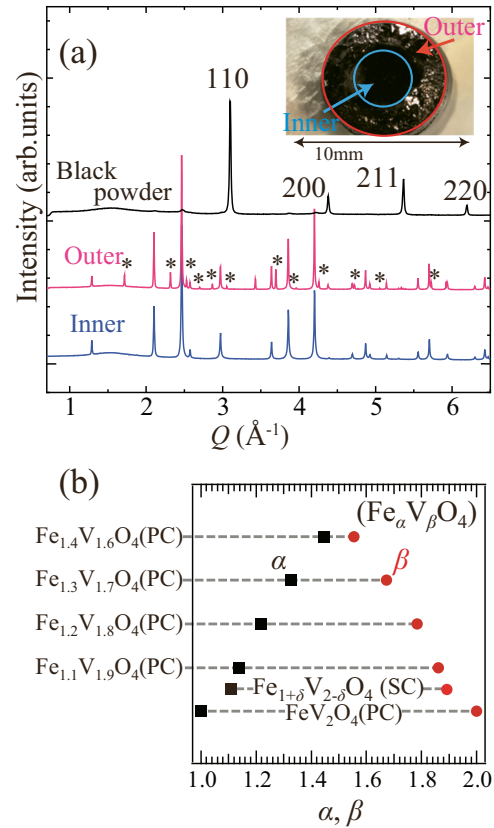 (a)
Outer
Inner
10mm
110
200
211
220
Black
powder
Outer
* * * * * * * * * *
Inner
Intensity (arb.units)
1 2 3 4 5 6
Q (Å⁻¹)
(b)
(Fe_αV_βO₄)
Fe₁.₄V₁.₆O₄(PC)
α β
Fe₁.₃V₁.₇O₄(PC)
Fe₁.₂V₁.₈O₄(PC)
Fe₁.₁V₁.₉O₄(PC)
Fe₁₊δV₂₋δO₄ (SC)
FeV₂O₄(PC)
1.0 1.2 1.4 1.6 1.8 2.0
α, β